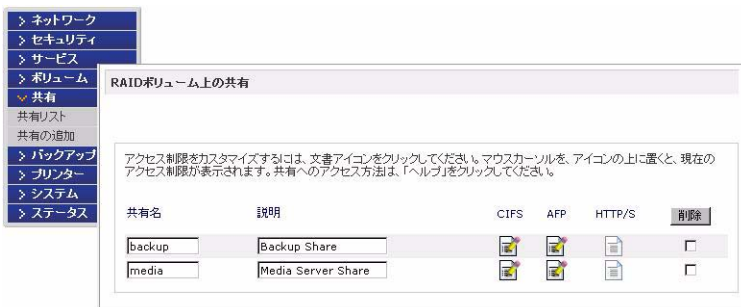 > ネットワーク
> セキュリティ
> サービス
> ボリューム
共有
共有リスト
共有の追加
> バックアップ
> プリンター
> システム
> ステータス
RAIDボリューム上の共有
アクセス制限をカスタマイズするには、文書アイコンをクリックしてください。マウスカーソルを、アイコンの上に置くと、現在の
アクセス制限が表示されます。共有へのアクセス方法は、「ヘルプ」をクリックしてください。
共有名 説明 CIFS AFP HTTP/S 削除
backup Backup Share
media Media Server Share